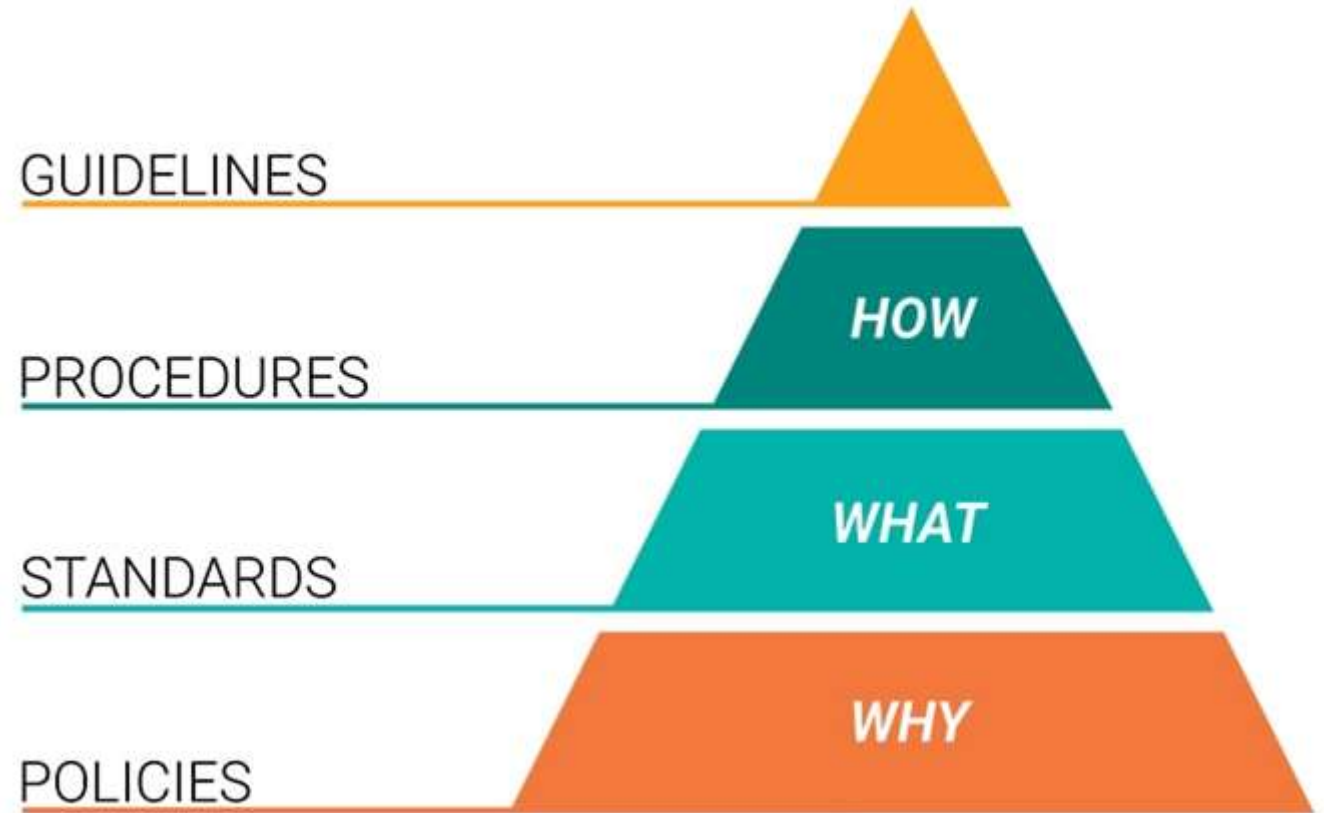 GUIDELINES
HOW
PROCEDURES
WHAT
STANDARDS
WHY
POLICIES